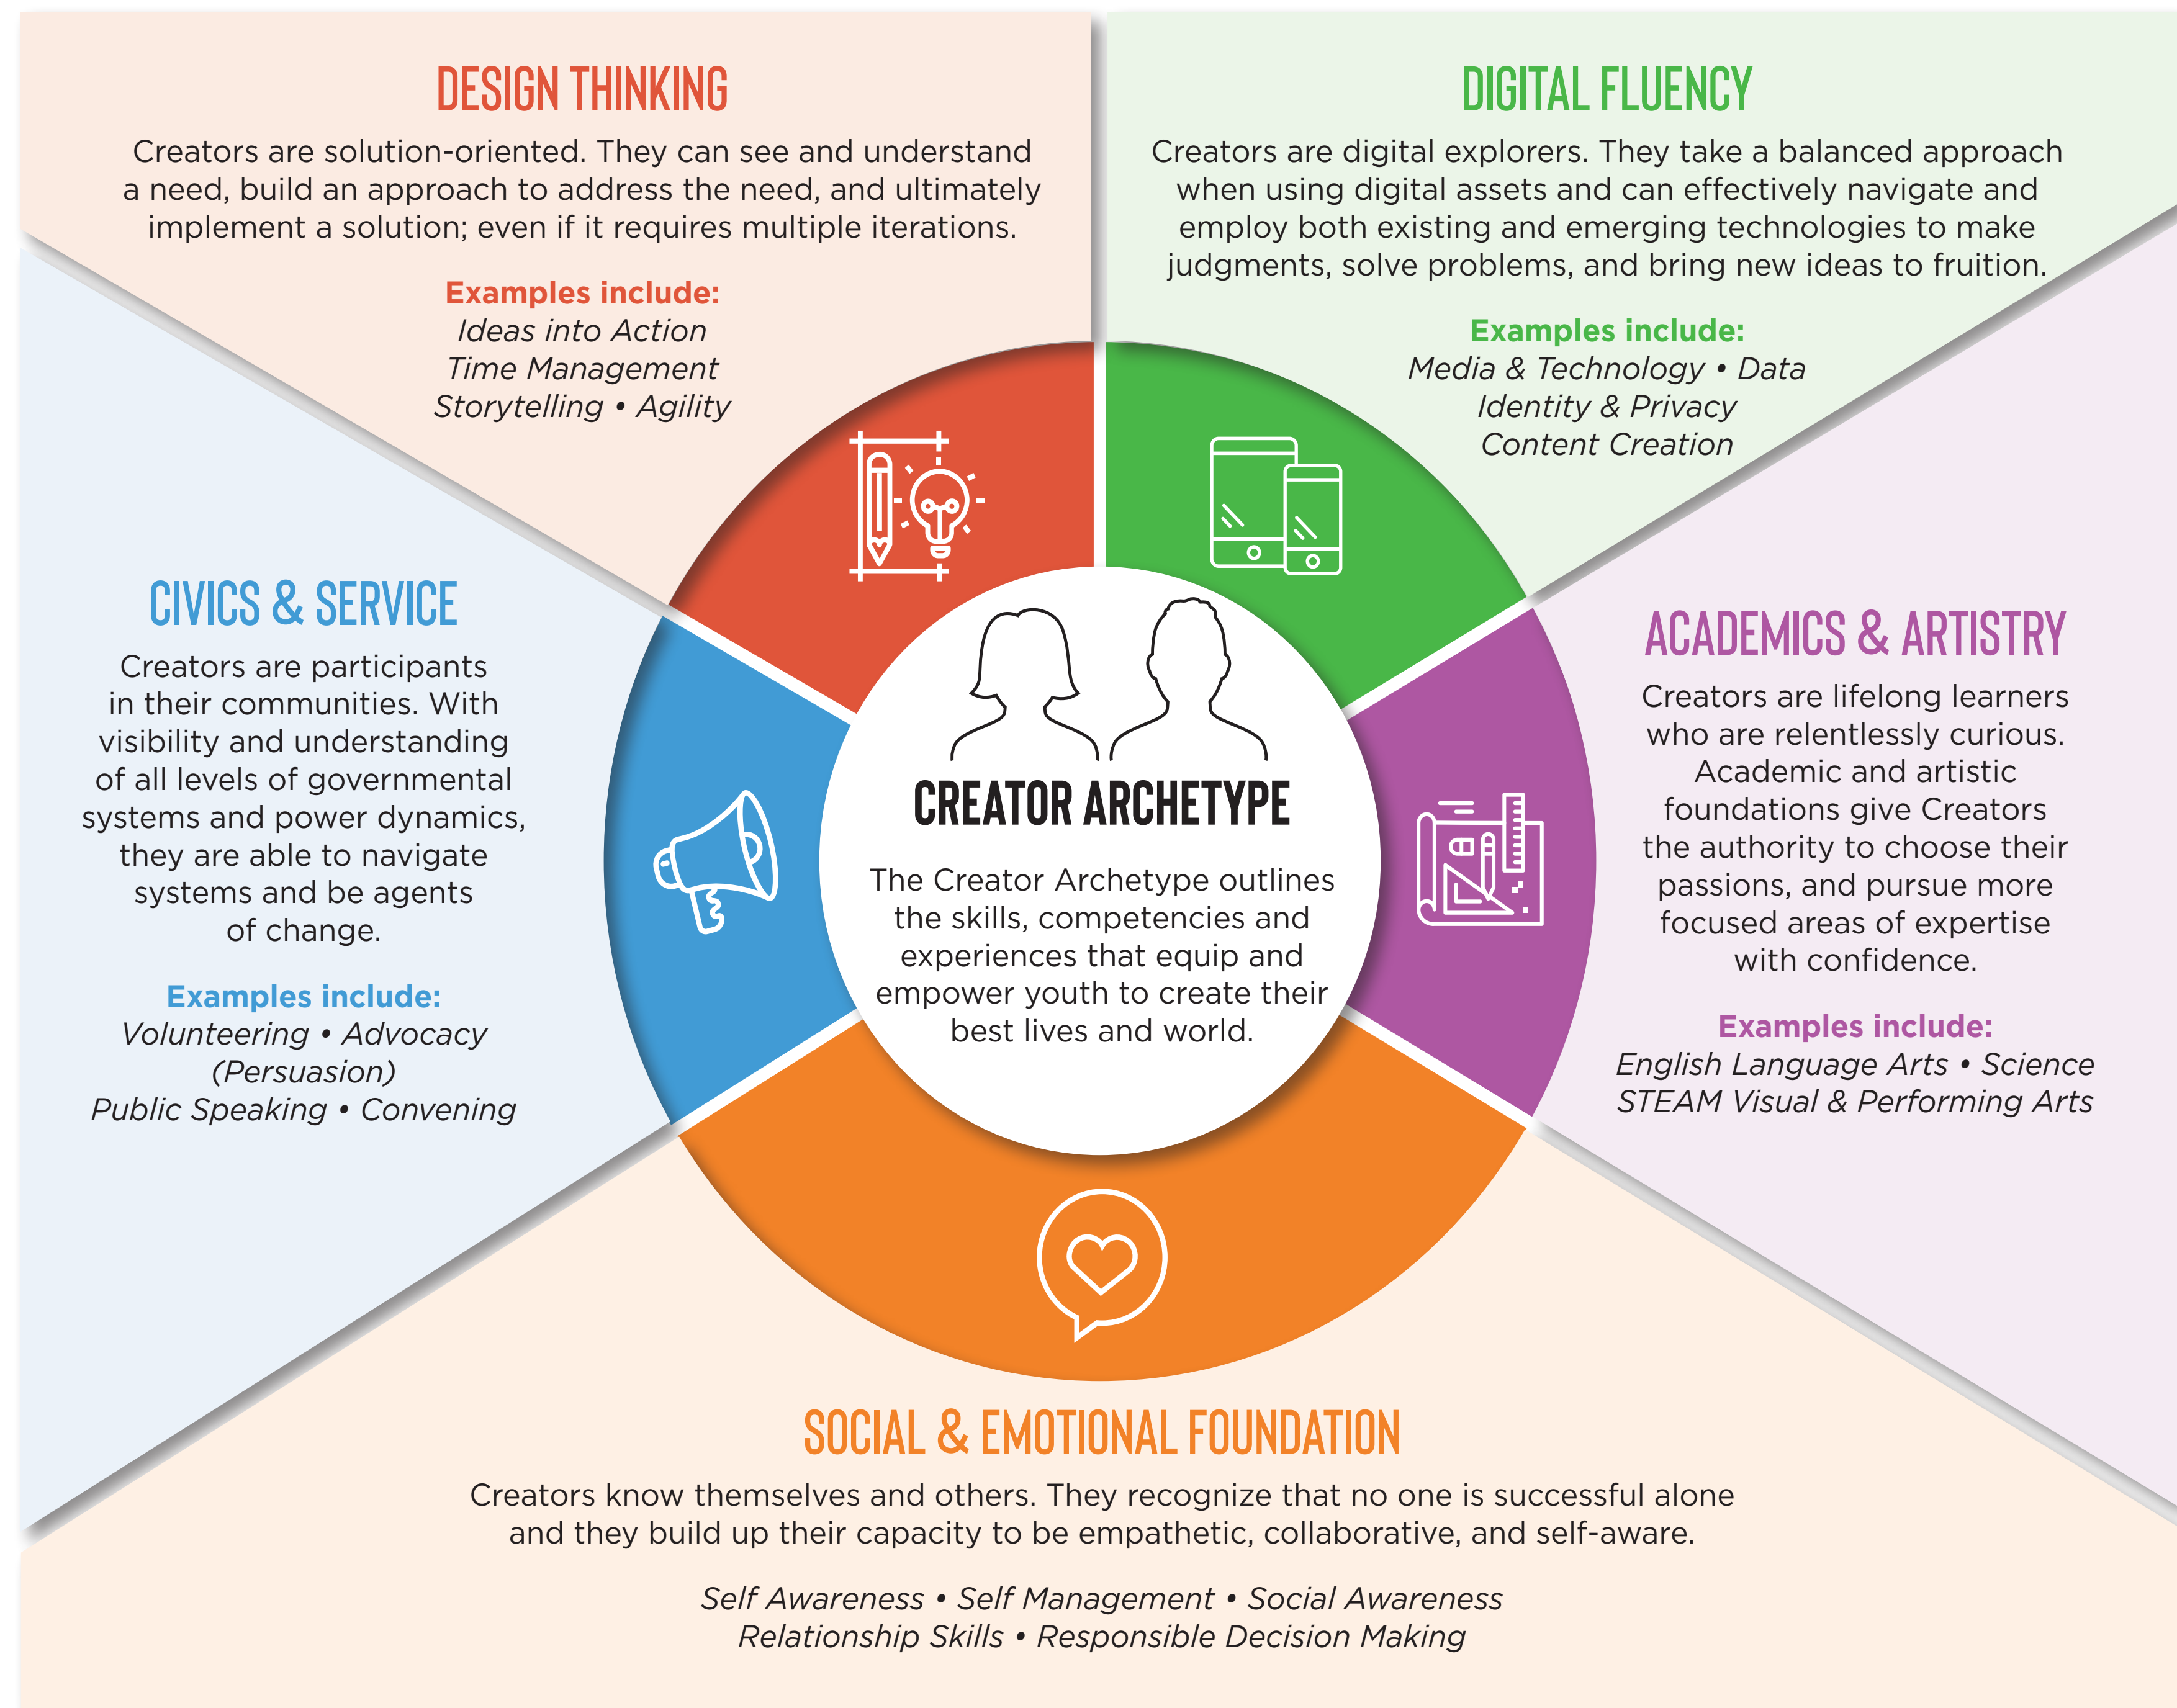 DESIGN THINKING
Creators are solution-oriented. They can see and understand
a need, build an approach to address the need, and ultimately
implement a solution; even if it requires multiple iterations.
Examples include:
Ideas into Action
Time Management
Storytelling • Agility
DIGITAL FLUENCY
Creators are digital explorers. They take a balanced approach
when using digital assets and can effectively navigate and
employ both existing and emerging technologies to make
judgments, solve problems, and bring new ideas to fruition.
Examples include:
Media & Technology • Data
Identity & Privacy
Content Creation
CIVICS & SERVICE
Creators are participants
in their communities. With
visibility and understanding
of all levels of governmental
systems and power dynamics,
they are able to navigate
systems and be agents
of change.
Examples include:
Volunteering • Advocacy
(Persuasion)
Public Speaking • Convening
CREATOR ARCHETYPE
The Creator Archetype outlines
the skills, competencies and
experiences that equip and
empower youth to create their
best lives and world.
ACADEMICS & ARTISTRY
Creators are lifelong learners
who are relentlessly curious.
Academic and artistic
foundations give Creators
the authority to choose their
passions, and pursue more
focused areas of expertise
with confidence.
Examples include:
English Language Arts • Science
STEAM Visual & Performing Arts
SOCIAL & EMOTIONAL FOUNDATION
Creators know themselves and others. They recognize that no one is successful alone
and they build up their capacity to be empathetic, collaborative, and self-aware.
Self Awareness • Self Management • Social Awareness
Relationship Skills • Responsible Decision Making